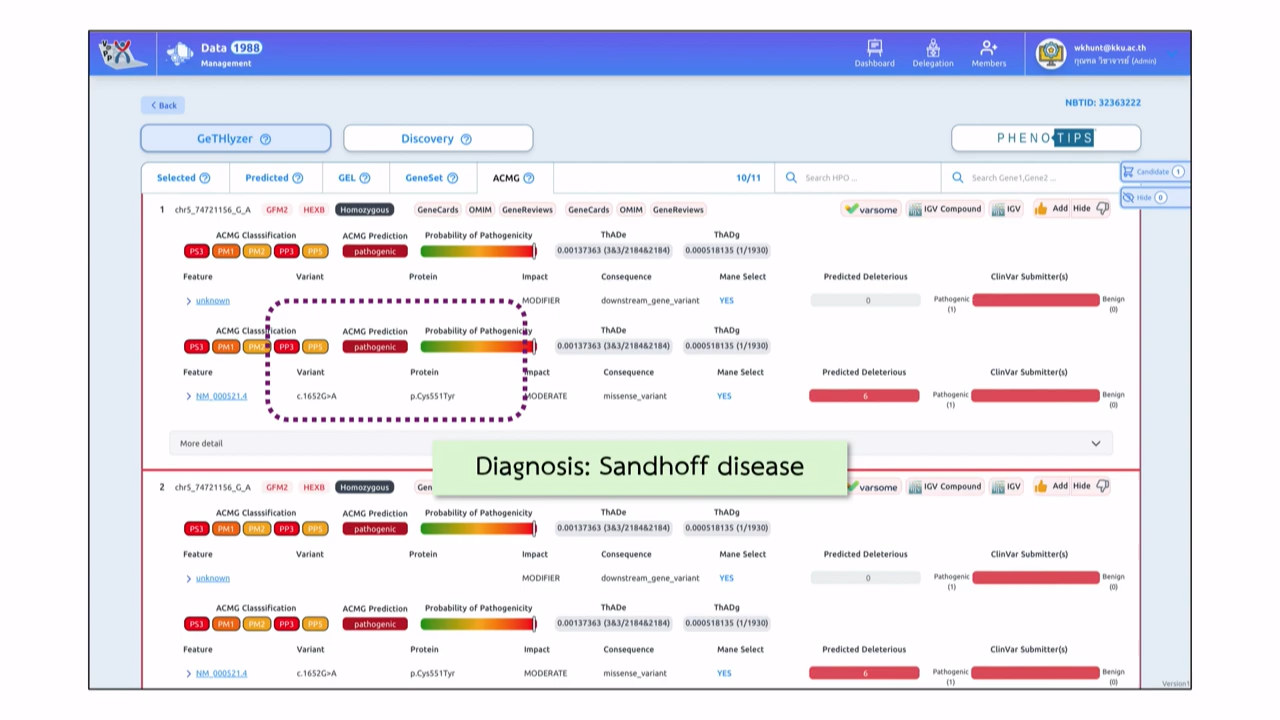 Data 1988
Management
Dashboard
Delegation
Members
wkhunt@kku.ac.th
กุณฑล วิชาจารย์ (Admin)
Back
NBTID: 32363222
GeTHlyzer
Discovery
PHENOTIPS
Selected
Predicted
GEL
GeneSet
ACMG
10/11
Search HPO ...
Search Gene1,Gene2 ...
Candidate 1
Hide 0
1 chr5_74721156_G_A GFM2 HEXB Homozygous GeneCards OMIM GeneReviews GeneCards OMIM GeneReviews varsome IGV Compound IGV Add Hide
ACMG Classsification ACMG Prediction Probability of Pathogenicity ThADe ThADg
PS3 PM1 PM2 PP3 PP5 pathogenic 0.00137363 (3&3/2184&2184) 0.000518135 (1/1930)
Feature Variant Protein Impact Consequence Mane Select Predicted Deleterious ClinVar Submitter(s)
unknown MODIFIER downstream_gene_variant YES 0 Pathogenic (1) Benign (0)
ACMG Classsification ACMG Prediction Probability of Pathogenicity ThADe ThADg
PS3 PM1 PM2 PP3 PP5 pathogenic 0.00137363 (3&3/2184&2184) 0.000518135 (1/1930)
Feature Variant Protein Impact Consequence Mane Select Predicted Deleterious ClinVar Submitter(s)
NM_000521.4 c.1652G>A p.Cys551Tyr MODERATE missense_variant YES 6 Pathogenic (1) Benign (0)
More detail
Diagnosis: Sandhoff disease
2 chr5_74721156_G_A GFM2 HEXB Homozygous Gen varsome IGV Compound IGV Add Hide
ACMG Classsification ACMG Prediction Probability of Pathogenicity ThADe ThADg
PS3 PM1 PM2 PP3 PP5 pathogenic 0.00137363 (3&3/2184&2184) 0.000518135 (1/1930)
Feature Variant Protein Impact Consequence Mane Select Predicted Deleterious ClinVar Submitter(s)
unknown MODIFIER downstream_gene_variant YES 0 Pathogenic (1) Benign (0)
ACMG Classsification ACMG Prediction Probability of Pathogenicity ThADe ThADg
PS3 PM1 PM2 PP3 PP5 pathogenic 0.00137363 (3&3/2184&2184) 0.000518135 (1/1930)
Feature Variant Protein Impact Consequence Mane Select Predicted Deleterious ClinVar Submitter(s)
NM_000521.4 c.1652G>A p.Cys551Tyr MODERATE missense_variant YES 6 Pathogenic (1) Benign (0)
Version1